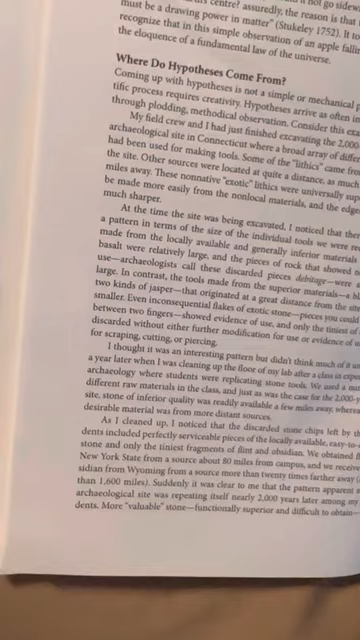 centre? assuredly, the reason is that
must be a drawing power in matter" (Stukeley 1752). It to
recognize that in this simple observation of an apple fallin
the eloquence of a fundamental law of the universe.
Where Do Hypotheses Come From?
Coming up with hypotheses is not a simple or mechanical p
tific process requires creativity. Hypotheses arrive as often in
through plodding, methodical observation. Consider this exa
My field crew and I had just finished excavating the 2,000-
archaeological site in Connecticut where a broad array of differ
had been used for making tools. Some of the "lithics" came fro
the site. Other sources were located at quite a distance, as much
miles away. These nonnative "exotic" lithics were universally sup
be made more easily from the nonlocal materials, and the edge
much sharper.
At the time the site was being excavated, I noticed that ther
a pattern in terms of the size of the individual tools we were re
made from the locally available and generally inferior materials
basalt were relatively large, and the pieces of rock that showed n
use—archaeologists call these discarded pieces debitage—were a
large. In contrast, the tools made from the superior materials—a bl
two kinds of jasper—that originated at a great distance from the site
smaller. Even inconsequential flakes of exotic stone—pieces you could
between two fingers—showed evidence of use, and only the tiniest of
discarded without either further modification for use or evidence of u
for scraping, cutting, or piercing.
I thought it was an interesting pattern but didn't think much of it un
a year later when I was cleaning up the floor of my lab after a class in expe
archaeology where students were replicating stone tools. We used a nu
different raw materials in the class, and just as was the case for the 2,000-y
site, stone of inferior quality was readily available a few miles away, wherea
desirable material was from more distant sources.
As I cleaned up, I noticed that the discarded stone chips left by th
dents included perfectly serviceable pieces of the locally available, easy-to-
stone and only the tiniest fragments of flint and obsidian. We obtained fl
New York State from a source about 80 miles from campus, and we receive
sidian from Wyoming from a source more than twenty times farther away (
than 1,600 miles). Suddenly it was clear to me that the pattern apparent a
archaeological site was repeating itself nearly 2,000 years later among my
dents. More "valuable" stone—functionally superior and difficult to obtain—